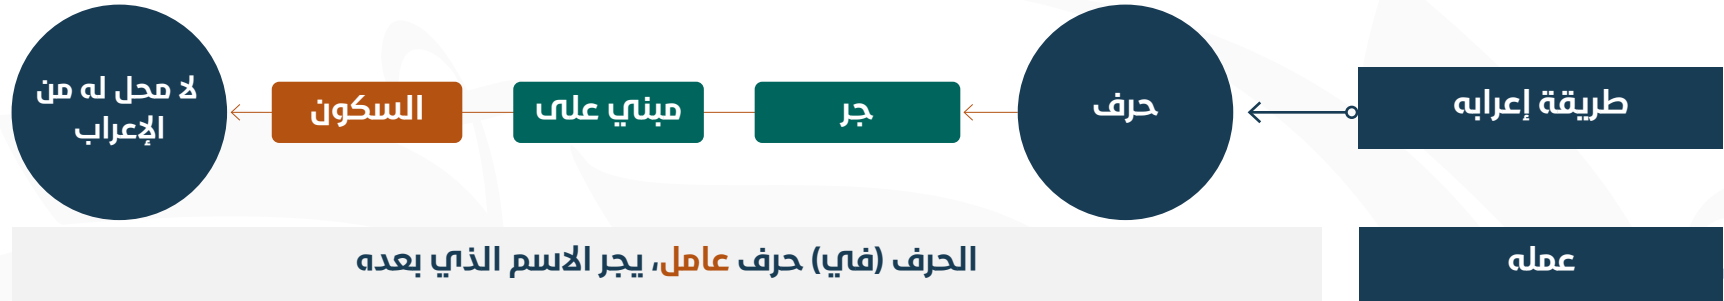 طريقة إعرابه
حرف
جر
مبني على
السكون
لا محل له من
الإعراب
عمله
الحرف (في) حرف عامل، يجر الاسم الذي بعده